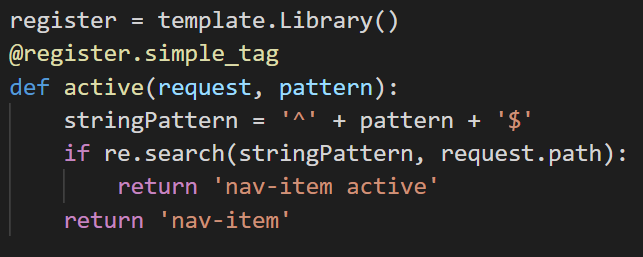 register = template.Library()
@register.simple_tag
def active(request, pattern):
    stringPattern = '^' + pattern + '$'
    if re.search(stringPattern, request.path):
        return 'nav-item active'
    return 'nav-item'